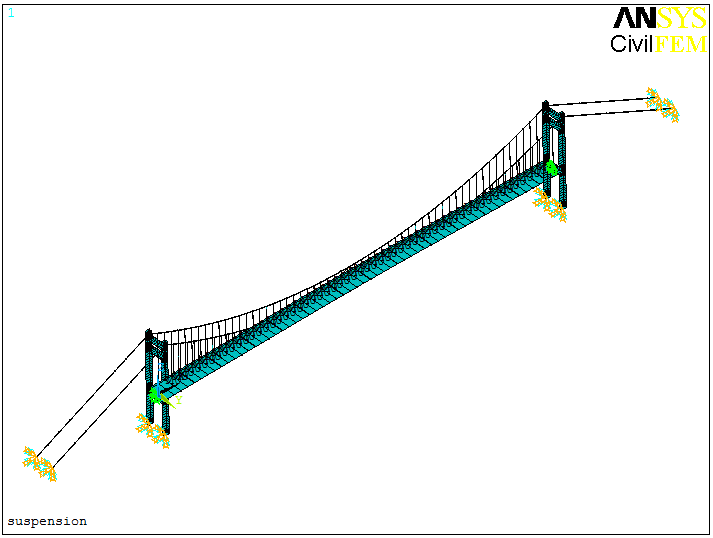 1
ANSYS
CivilFEM
Y
suspension